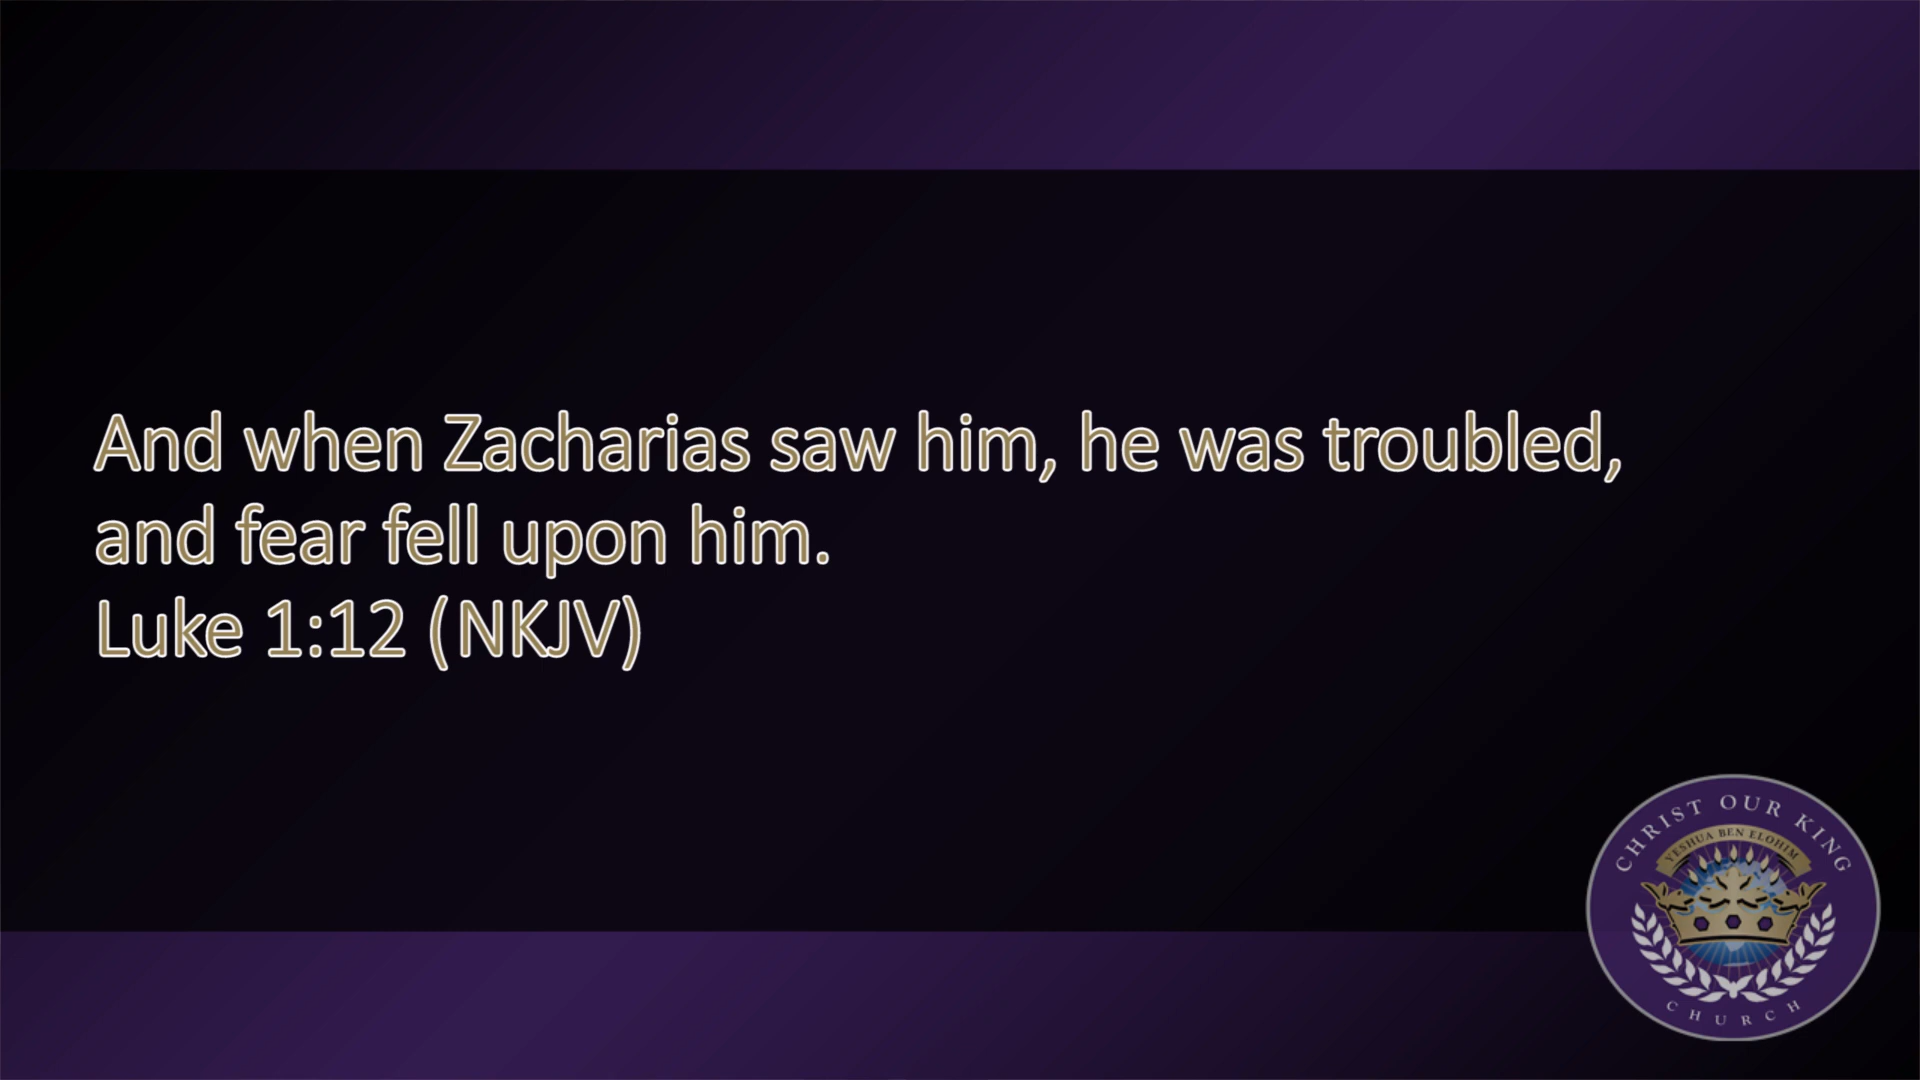 And when Zacharias saw him, he was troubled,
and fear fell upon him.
Luke 1:12 (NKJV)
CHRIST OUR KING
YESHUA BEN ELOHIM
CHURCH